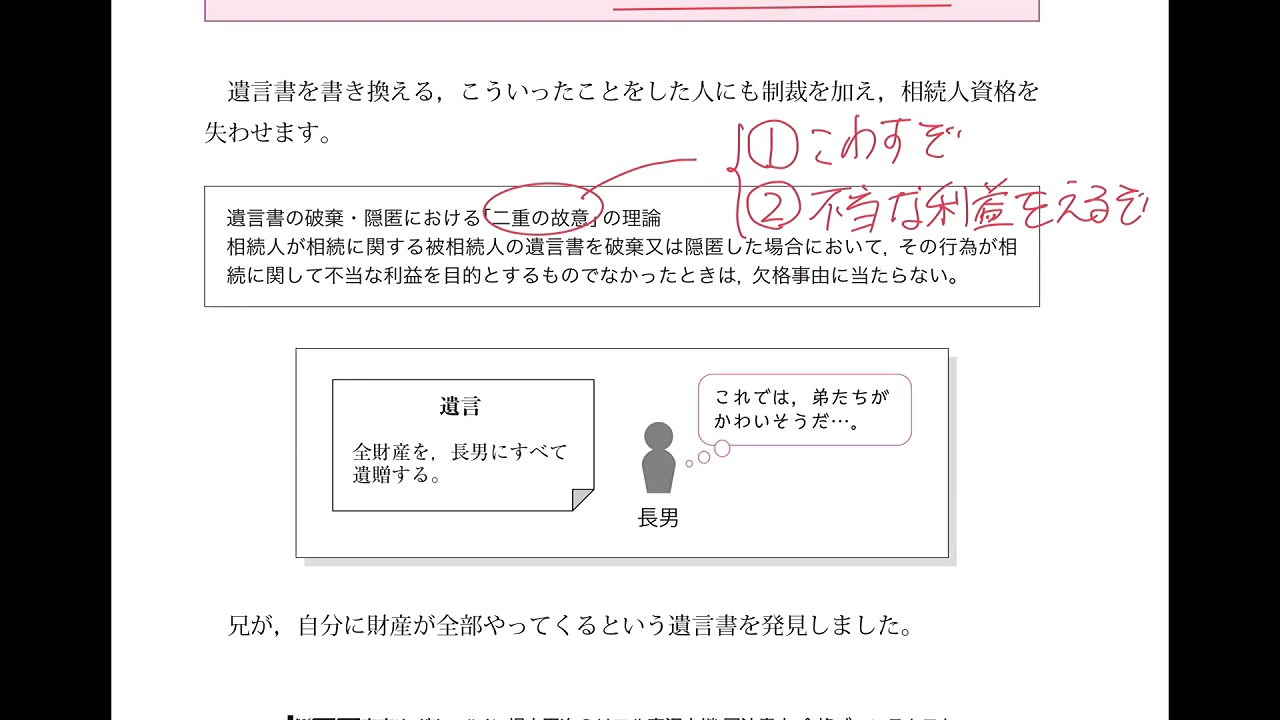 遺言書を書き換える，こういったことをした人にも制裁を加え，相続人資格を
失わせます。
①こわすぞ
②不当な利益をえるぞ
遺言書の破棄・隠匿における「二重の故意」の理論
相続人が相続に関する被相続人の遺言書を破棄又は隠匿した場合において，その行為が相
続に関して不当な利益を目的とするものでなかったときは，欠格事由に当たらない。
遺言
全財産を，長男にすべて
遺贈する。
これでは，弟たちが
かわいそうだ…。
長男
兄が，自分に財産が全部やってくるという遺言書を発見しました。